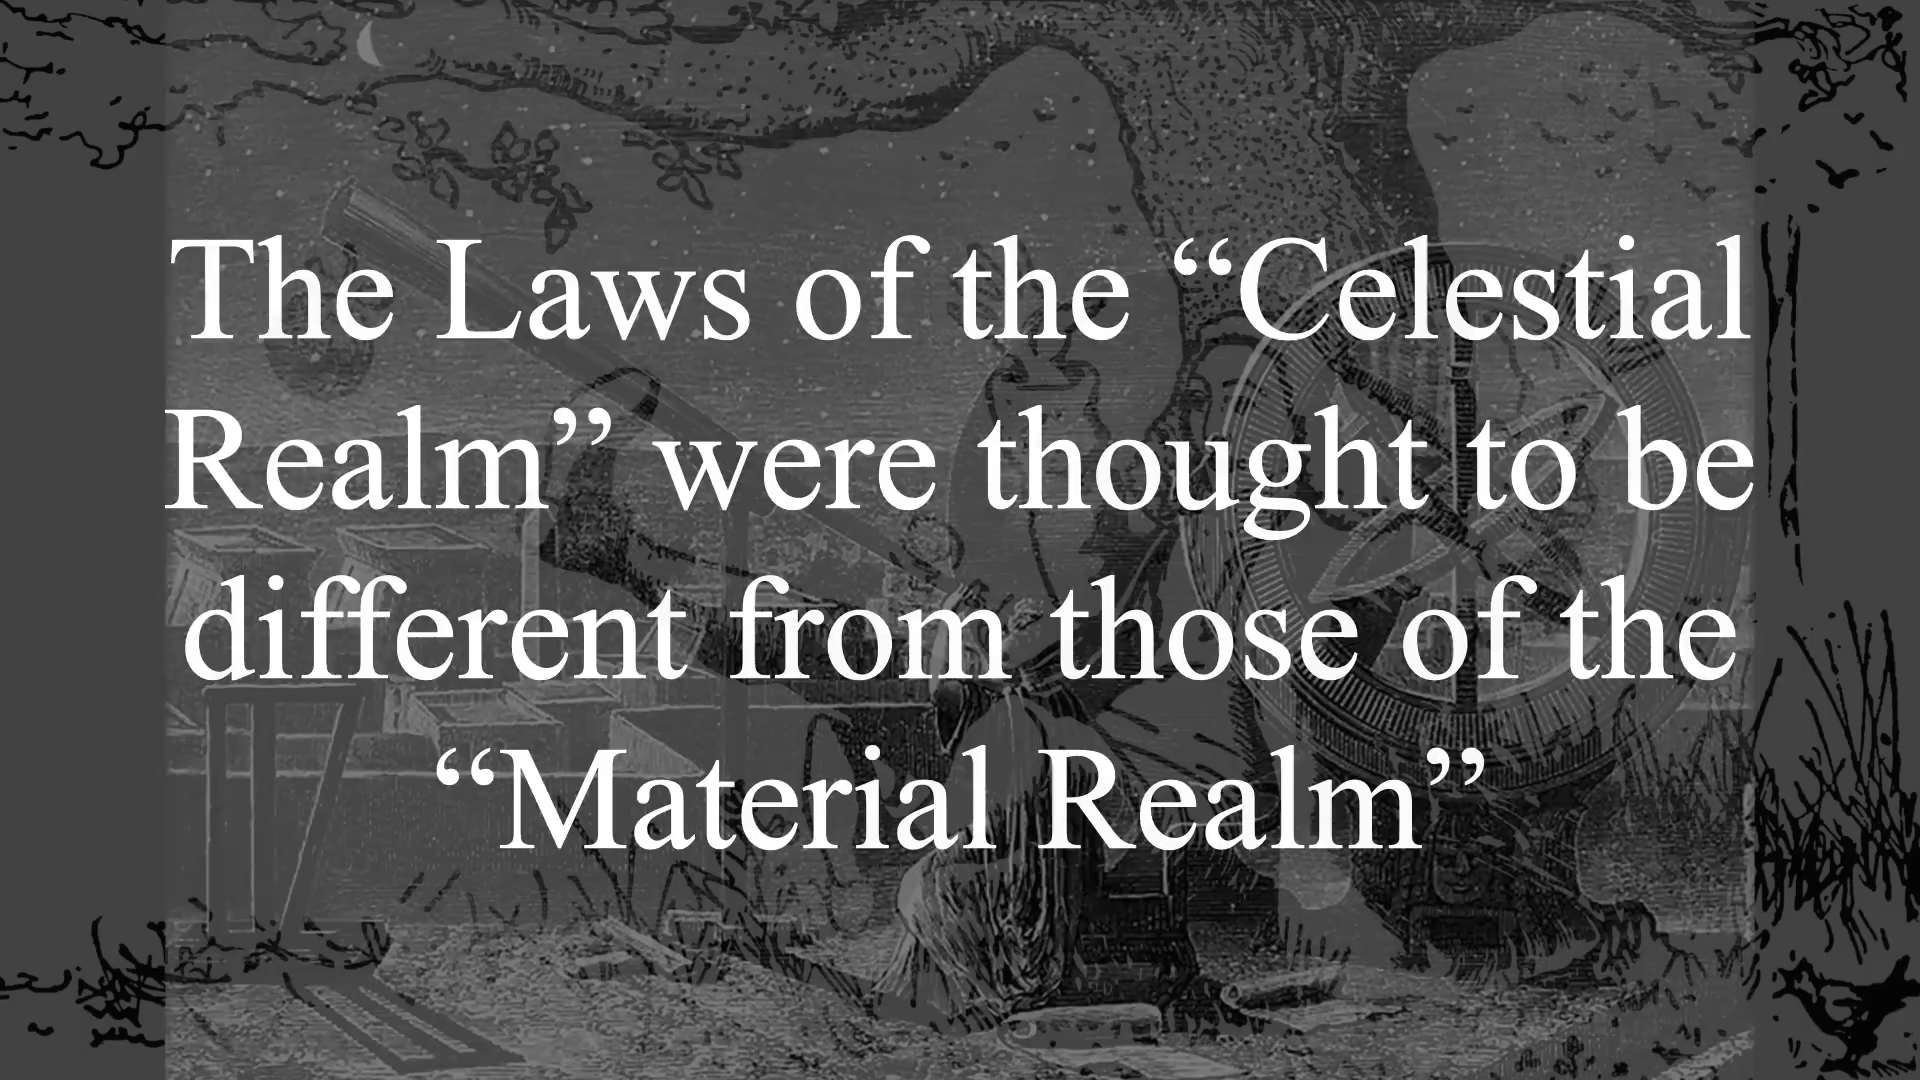 The Laws of the “Celestial
Realm” were thought to be
different from those of the
“Material Realm”